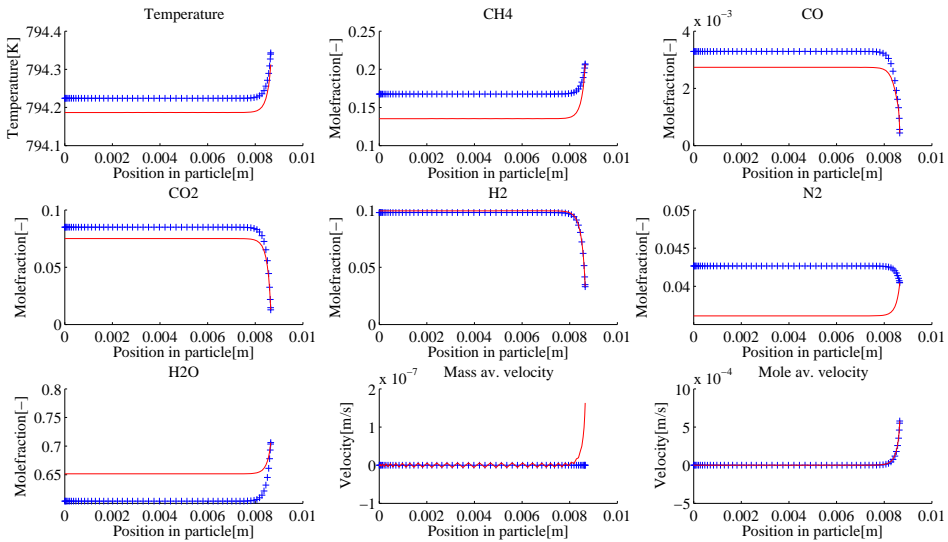 Temperature
CH4
CO
Temperature[K]
794.4
794.3
794.2
794.1
0 0.002 0.004 0.006 0.008 0.01
Position in particle[m]
Molefraction[−]
0.25
0.2
0.15
0.1
0 0.002 0.004 0.006 0.008 0.01
Position in particle[m]
x 10−3
Molefraction[−]
4
2
0
0 0.002 0.004 0.006 0.008 0.01
Position in particle[m]
CO2
H2
N2
Molefraction[−]
0.1
0.05
0
0 0.002 0.004 0.006 0.008 0.01
Position in particle[m]
Molefraction[−]
0.1
0.05
0
0 0.002 0.004 0.006 0.008 0.01
Position in particle[m]
Molefraction[−]
0.05
0.045
0.04
0 0.002 0.004 0.006 0.008 0.01
Position in particle[m]
H2O
Mass av. velocity
Mole av. velocity
Molefraction[−]
0.8
0.75
0.7
0.65
0 0.002 0.004 0.006 0.008 0.01
Position in particle[m]
x 10−7
Velocity[m/s]
2
1
0
−1
0 0.002 0.004 0.006 0.008 0.01
Position in particle[m]
x 10−4
Velocity[m/s]
10
5
0
−5
0 0.002 0.004 0.006 0.008 0.01
Position in particle[m]